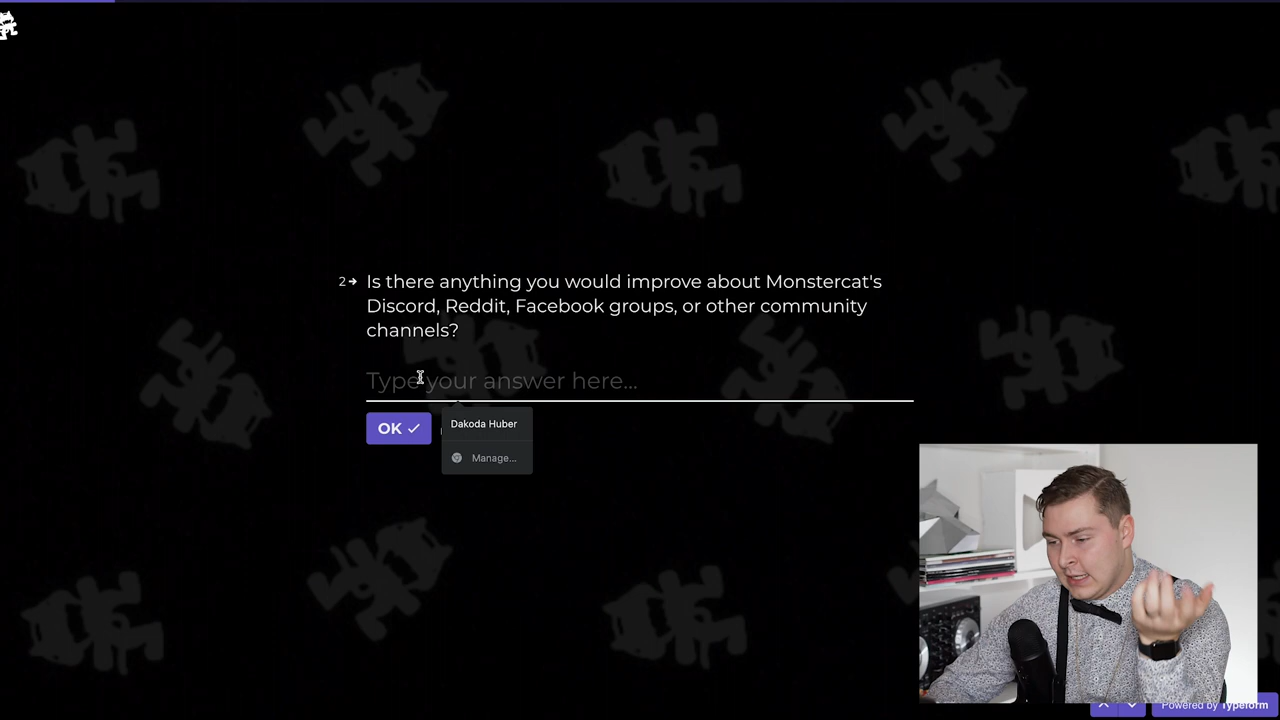 2
Is there anything you would improve about Monstercat's
Discord, Reddit, Facebook groups, or other community
channels?
Type your answer here...
OK
Dakoda Huber
Manage...
Powered by Typeform